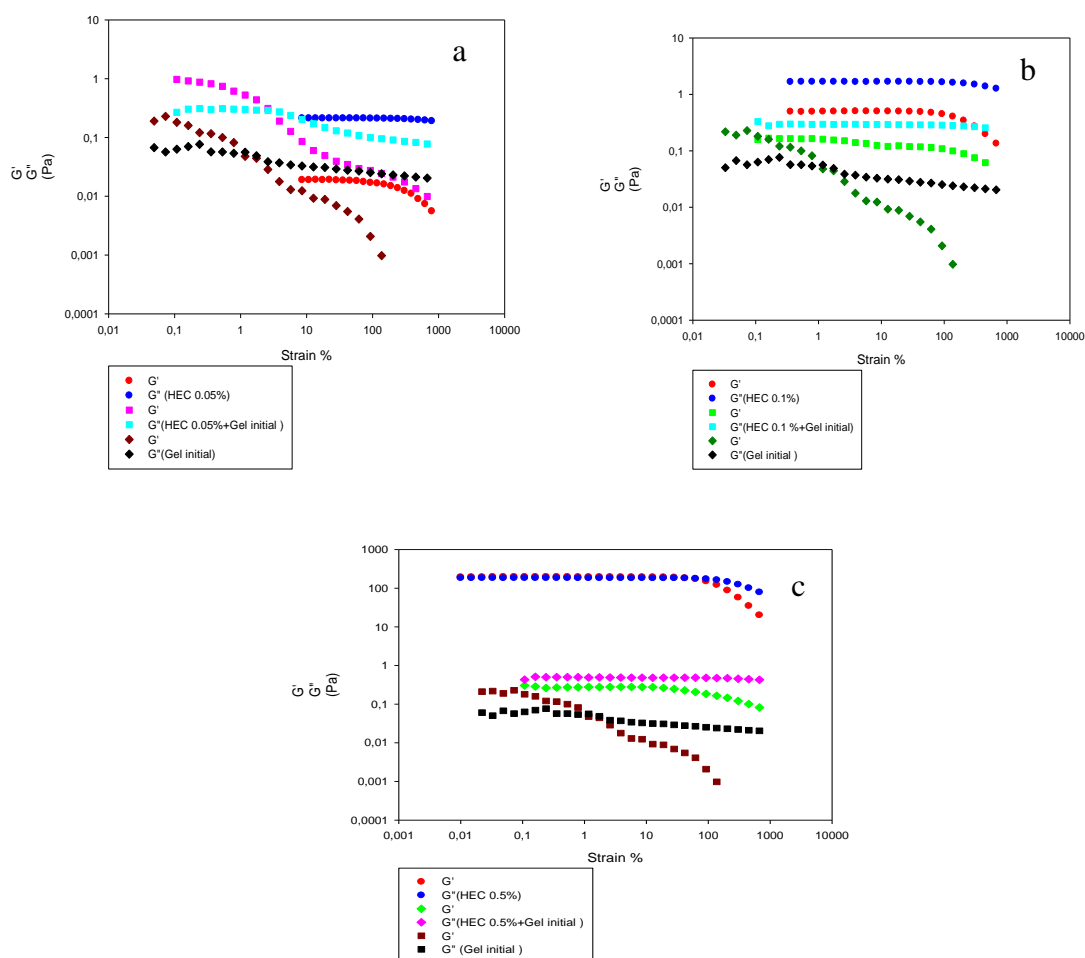 a
10
1
0,1
0,01
0,001
0,0001
G'
G"
(Pa)
0,01 0,1 1 10 100 1000 10000
Strain %
G'
G" (HEC 0.05%)
G'
G"(HEC 0.05%+Gel initial )
G'
G"(Gel initial)
b
10
1
0,1
0,01
0,001
0,0001
G'
G"
(Pa)
0,01 0,1 1 10 100 1000 10000
Strain %
G'
G"(HEC 0.1%)
G'
G"(HEC 0.1 %+Gel initial)
G'
G"(Gel initial )
c
1000
100
10
1
0,1
0,01
0,001
0,0001
G'
G"
(Pa)
0,001 0,01 0,1 1 10 100 1000 10000
Strain %
G'
G"(HEC 0.5%)
G'
G"(HEC 0.5%+Gel initial )
G'
G" (Gel initial )